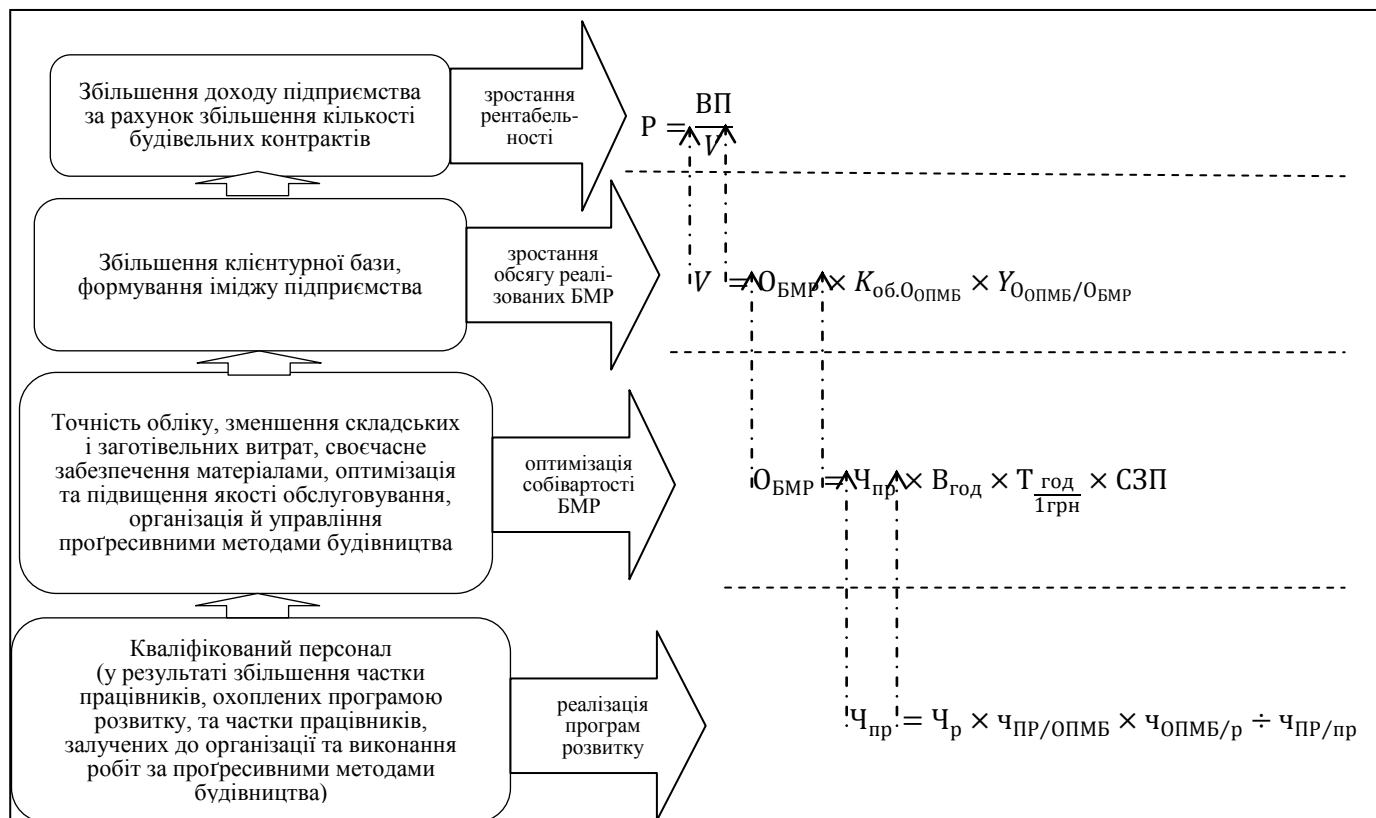 Збільшення доходу підприємства
за рахунок збільшення кількості
будівельних контрактів
зростання
рентабель-
ності
P = ВП/V
Збільшення клієнтурної бази,
формування іміджу підприємства
зростання
обсягу реалі-
зованих БМР
V = О_БМР × K_об.О_ОПМБ × Y_О_ОПМБ/О_БМР
Точність обліку, зменшення складських
і заготівельних витрат, своєчасне
забезпечення матеріалами, оптимізація
та підвищення якості обслуговування,
організація й управління
проґресивними методами будівництва
оптимізація
собівартості
БМР
О_БМР = Ч_пр × В_год × Т_год/1грн × СЗП
Кваліфікований персонал
(у результаті збільшення частки
працівників, охоплених програмою
розвитку, та частки працівників,
залучених до організації та виконання
робіт за проґресивними методами
будівництва)
реалізація
програм
розвитку
Ч_пр = Ч_р × ч_ПР/ОПМБ × ч_ОПМБ/р ÷ ч_ПР/пр